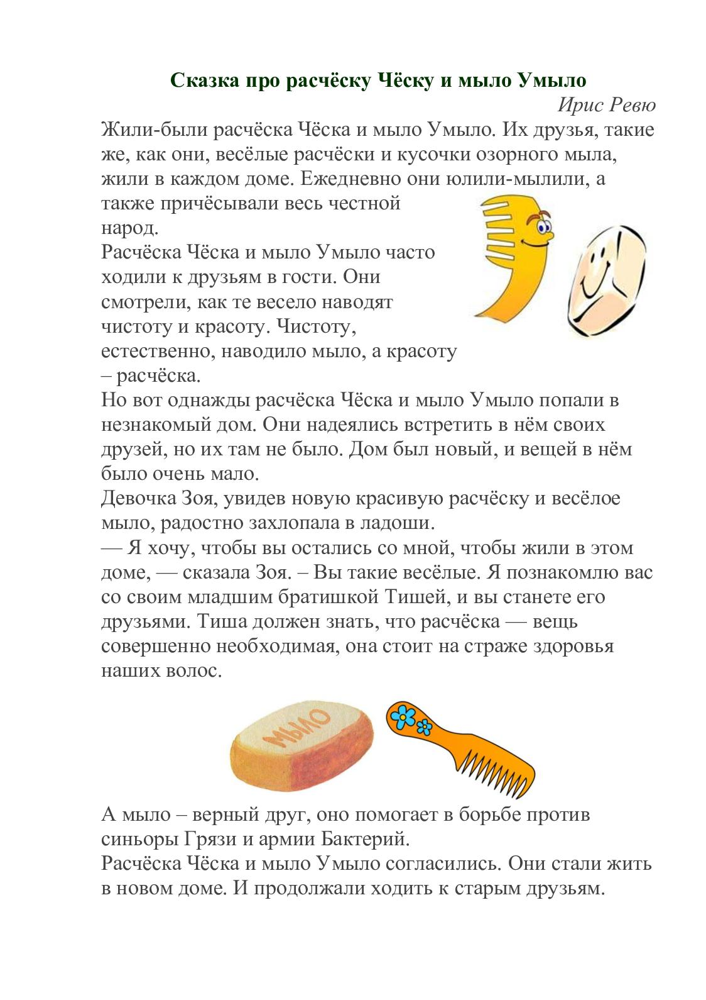 Сказка про расчёску Чёску и мыло Умыло
Ирис Ревю
Жили-были расчёска Чёска и мыло Умыло. Их друзья, такие
же, как они, весёлые расчёски и кусочки озорного мыла,
жили в каждом доме. Ежедневно они юлили-мылили, а
также причёсывали весь честной
народ.
Расчёска Чёска и мыло Умыло часто
ходили к друзьям в гости. Они
смотрели, как те весело наводят
чистоту и красоту. Чистоту,
естественно, наводило мыло, а красоту
– расчёска.
Но вот однажды расчёска Чёска и мыло Умыло попали в
незнакомый дом. Они надеялись встретить в нём своих
друзей, но их там не было. Дом был новый, и вещей в нём
было очень мало.
Девочка Зоя, увидев новую красивую расчёску и весёлое
мыло, радостно захлопала в ладоши.
— Я хочу, чтобы вы остались со мной, чтобы жили в этом
доме, — сказала Зоя. – Вы такие весёлые. Я познакомлю вас
со своим младшим братишкой Тишей, и вы станете его
друзьями. Тиша должен знать, что расчёска — вещь
совершенно необходимая, она стоит на страже здоровья
наших волос.
МЫЛО
А мыло – верный друг, оно помогает в борьбе против
синьоры Грязи и армии Бактерий.
Расчёска Чёска и мыло Умыло согласились. Они стали жить
в новом доме. И продолжали ходить к старым друзьям.